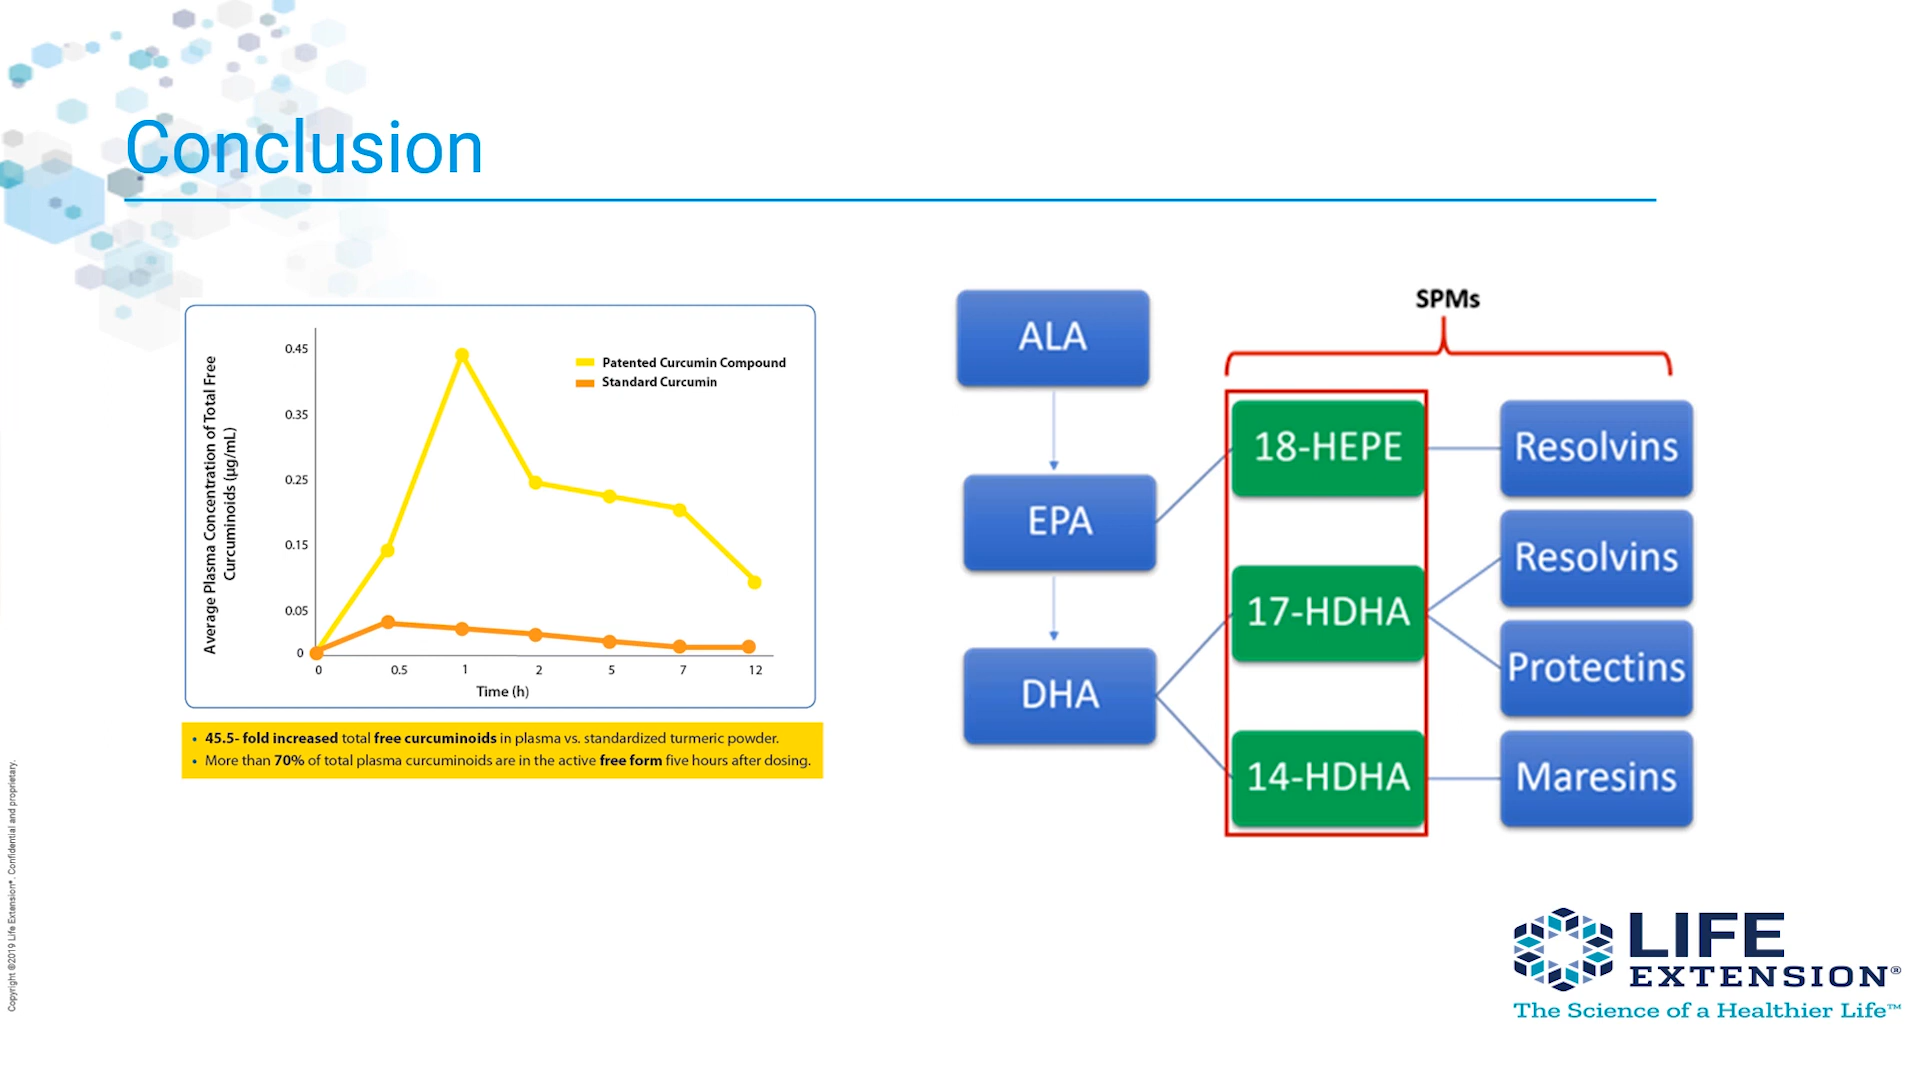 Conclusion
Average Plasma Concentration of Total Free
Curcuminoids (µg/mL)
0.45
0.35
0.25
0.15
0.05
0
Patented Curcumin Compound
Standard Curcumin
0 0.5 1 2 5 7 12
Time (h)
• 45.5- fold increased total free curcuminoids in plasma vs. standardized turmeric powder.
• More than 70% of total plasma curcuminoids are in the active free form five hours after dosing.
SPMs
ALA
EPA
DHA
18-HEPE
17-HDHA
14-HDHA
Resolvins
Resolvins
Protectins
Maresins
LIFE
EXTENSION®
The Science of a Healthier Life™
Copyright ©2019 Life Extension®. Confidential and proprietary.